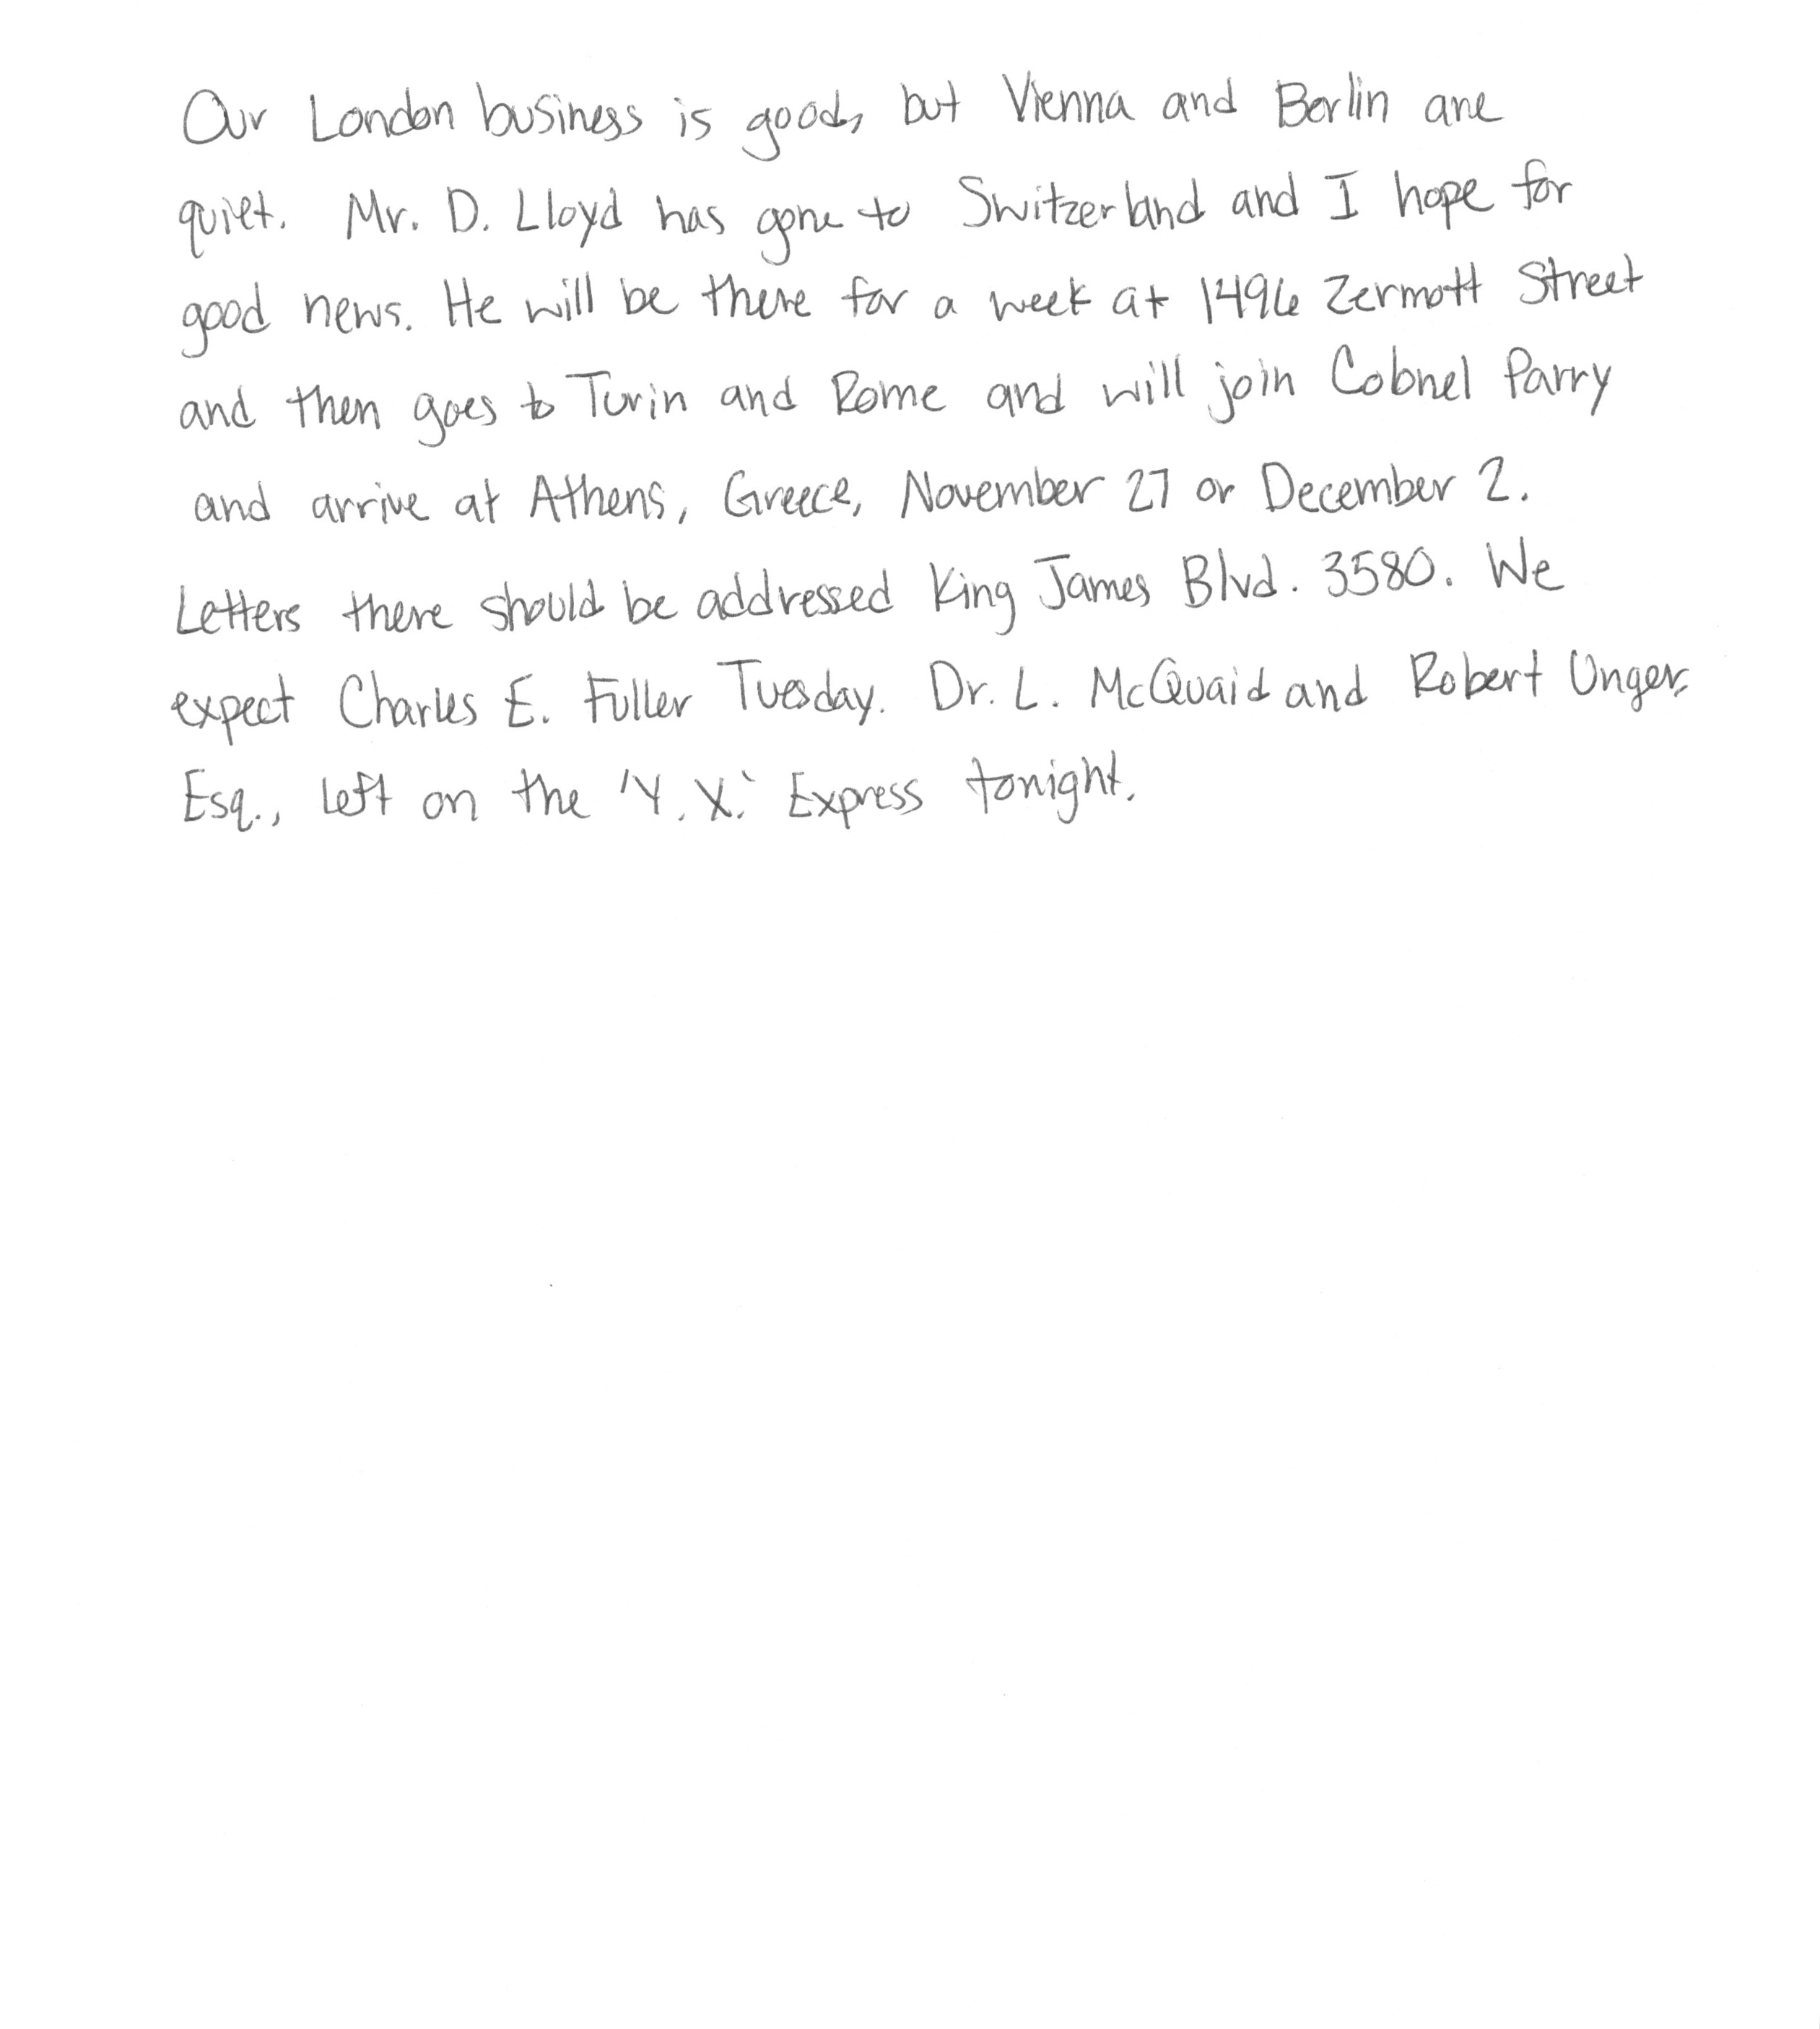 Our London business is good, but Vienna and Berlin are
quiet. Mr. D. Lloyd has gone to Switzerland and I hope for
good news. He will be there for a week at 1496 Zermott Street
and then goes to Turin and Rome and will join Colonel Parry
and arrive at Athens, Greece, November 27 or December 2.
Letters there should be addressed King James Blvd. 3580. We
expect Charles E. Fuller Tuesday. Dr. L. McQuaid and Robert Unger,
Esq., left on the 'Y.X.' Express tonight.